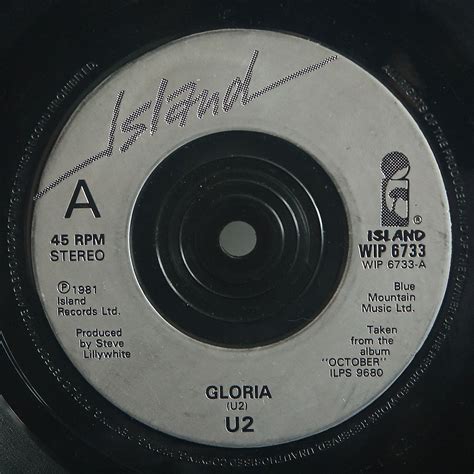 Island
A
45 RPM
STEREO
℗ 1981
Island
Records Ltd.
Produced
by Steve
Lillywhite
ISLAND ®
WIP 6733
WIP 6733-A
Blue
Mountain
Music Ltd.
Taken
from the
album
"OCTOBER"
ILPS 9680
GLORIA
(U2)
U2